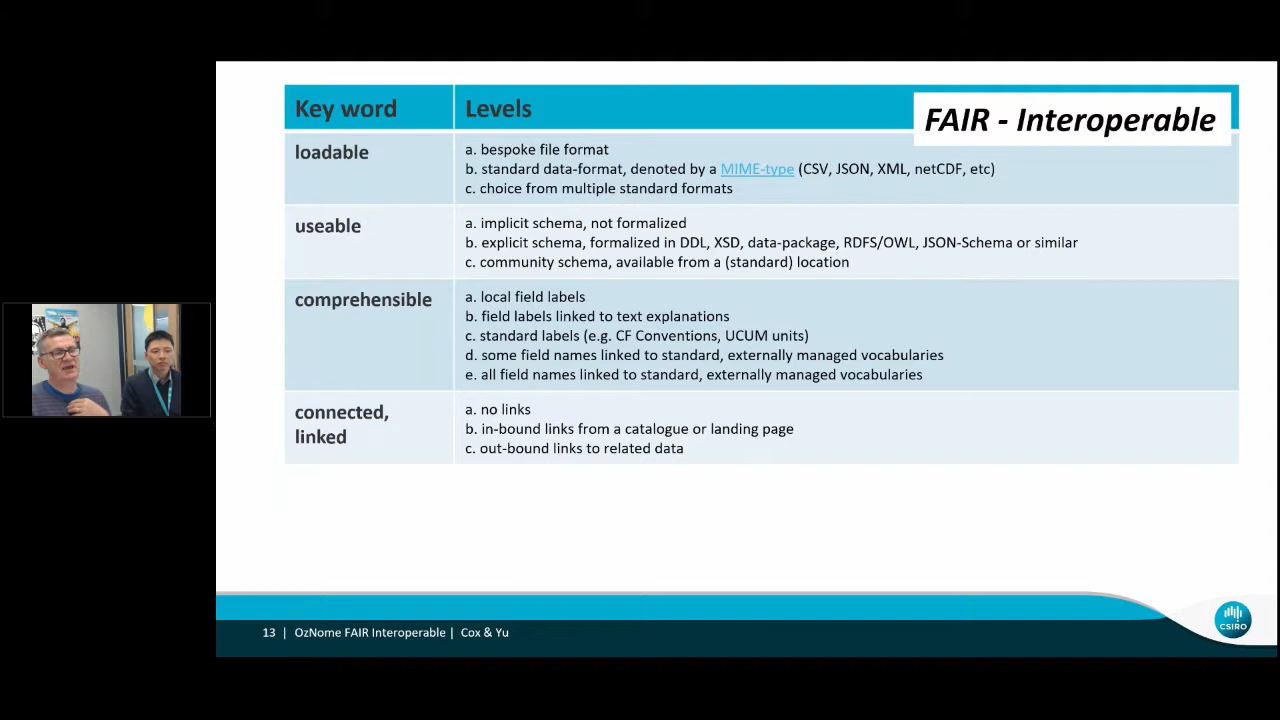 Key word
Levels
FAIR - Interoperable
loadable
a. bespoke file format
b. standard data-format, denoted by a MIME-type (CSV, JSON, XML, netCDF, etc)
c. choice from multiple standard formats
useable
a. implicit schema, not formalized
b. explicit schema, formalized in DDL, XSD, data-package, RDFS/OWL, JSON-Schema or similar
c. community schema, available from a (standard) location
comprehensible
a. local field labels
b. field labels linked to text explanations
c. standard labels (e.g. CF Conventions, UCUM units)
d. some field names linked to standard, externally managed vocabularies
e. all field names linked to standard, externally managed vocabularies
connected,
linked
a. no links
b. in-bound links from a catalogue or landing page
c. out-bound links to related data
13 | OzNome FAIR Interoperable | Cox & Yu
CSIRO